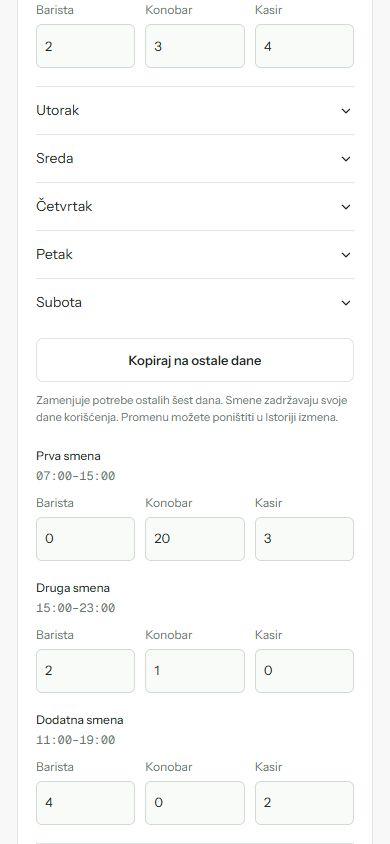 Barista Konobar Kasir
2 3 4
Utorak
Sreda
Četvrtak
Petak
Subota
Kopiraj na ostale dane
Zamenjuje potrebe ostalih šest dana. Smene zadržavaju svoje
dane korišćenja. Promenu možete poništiti u Istoriji izmena.
Prva smena
07:00–15:00
Barista Konobar Kasir
0 20 3
Druga smena
15:00–23:00
Barista Konobar Kasir
2 1 0
Dodatna smena
11:00–19:00
Barista Konobar Kasir
4 0 2